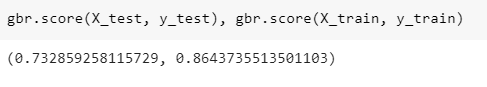 gbr.score(X_test, y_test), gbr.score(X_train, y_train)
(0.732859258115729, 0.8643735513501103)